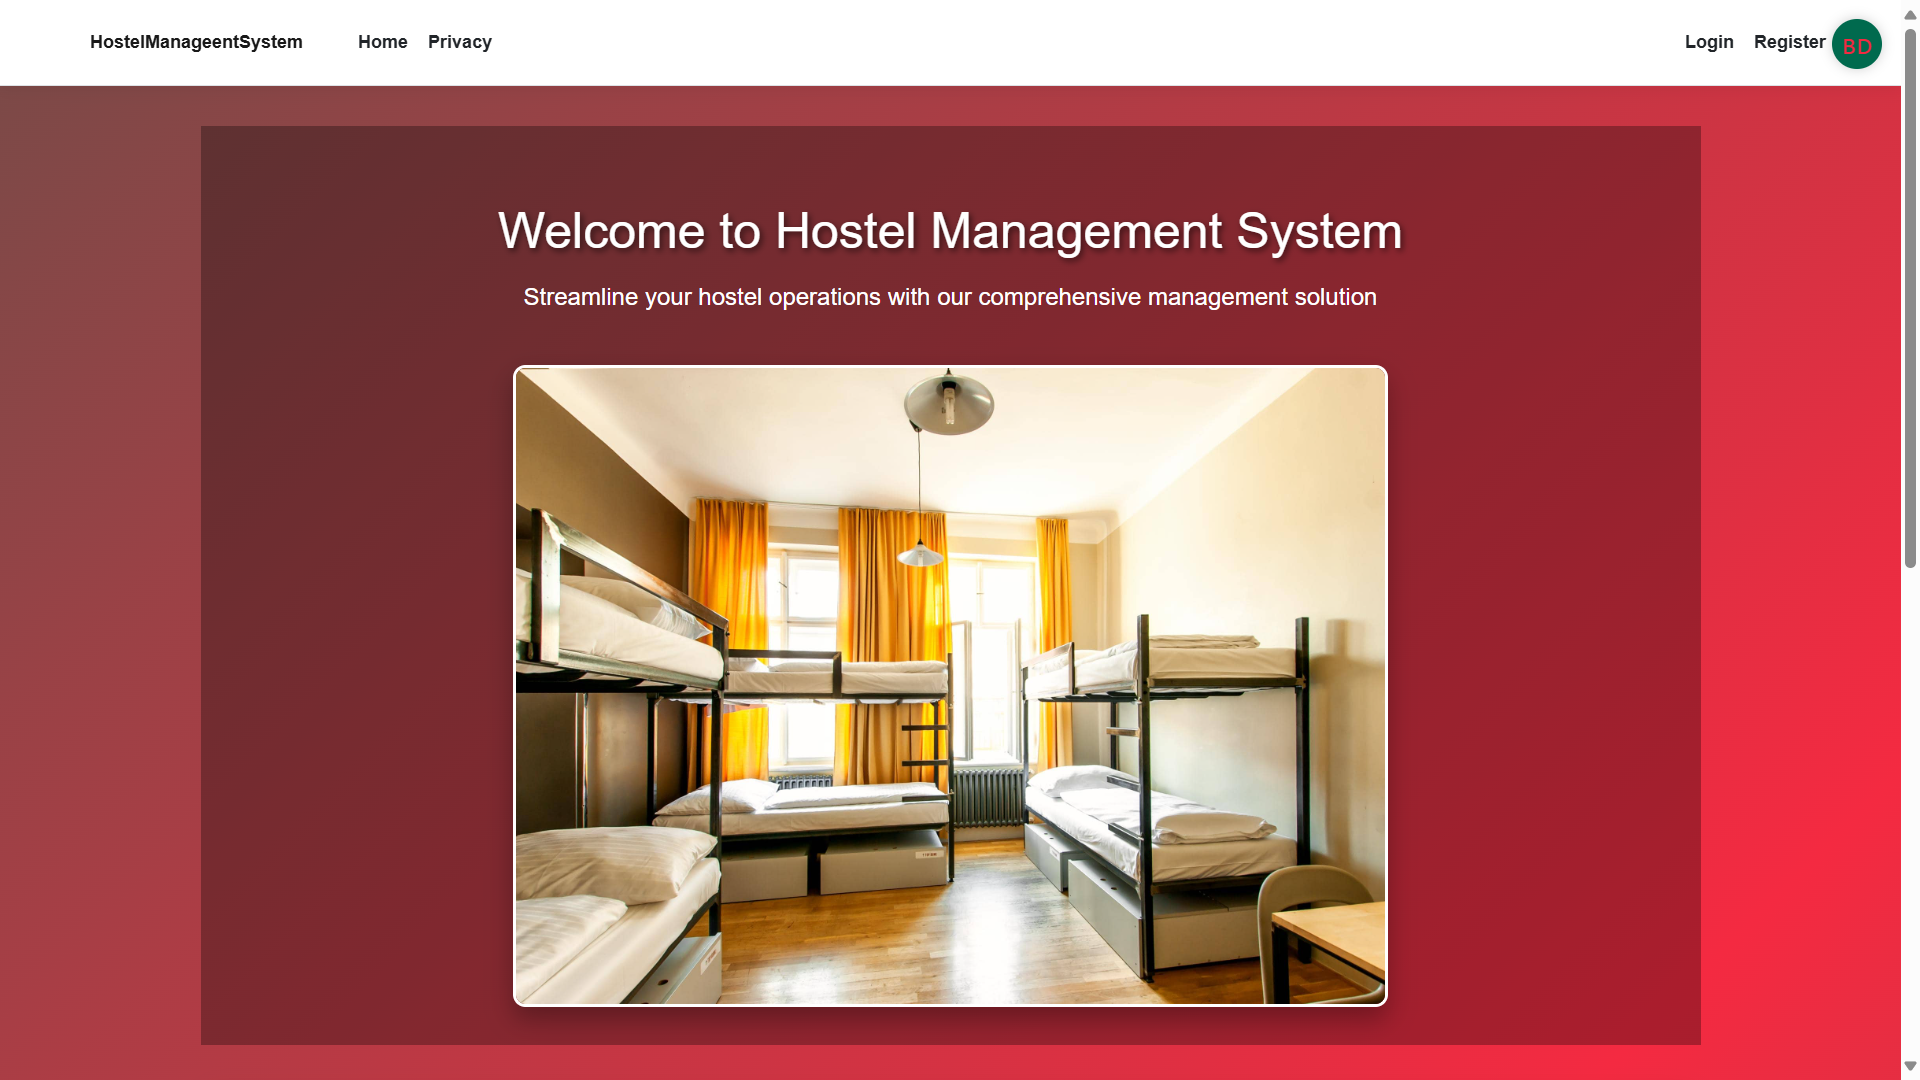 HostelManageentSystem
Home
Privacy
Login
Register
BD
Welcome to Hostel Management System
Streamline your hostel operations with our comprehensive management solution